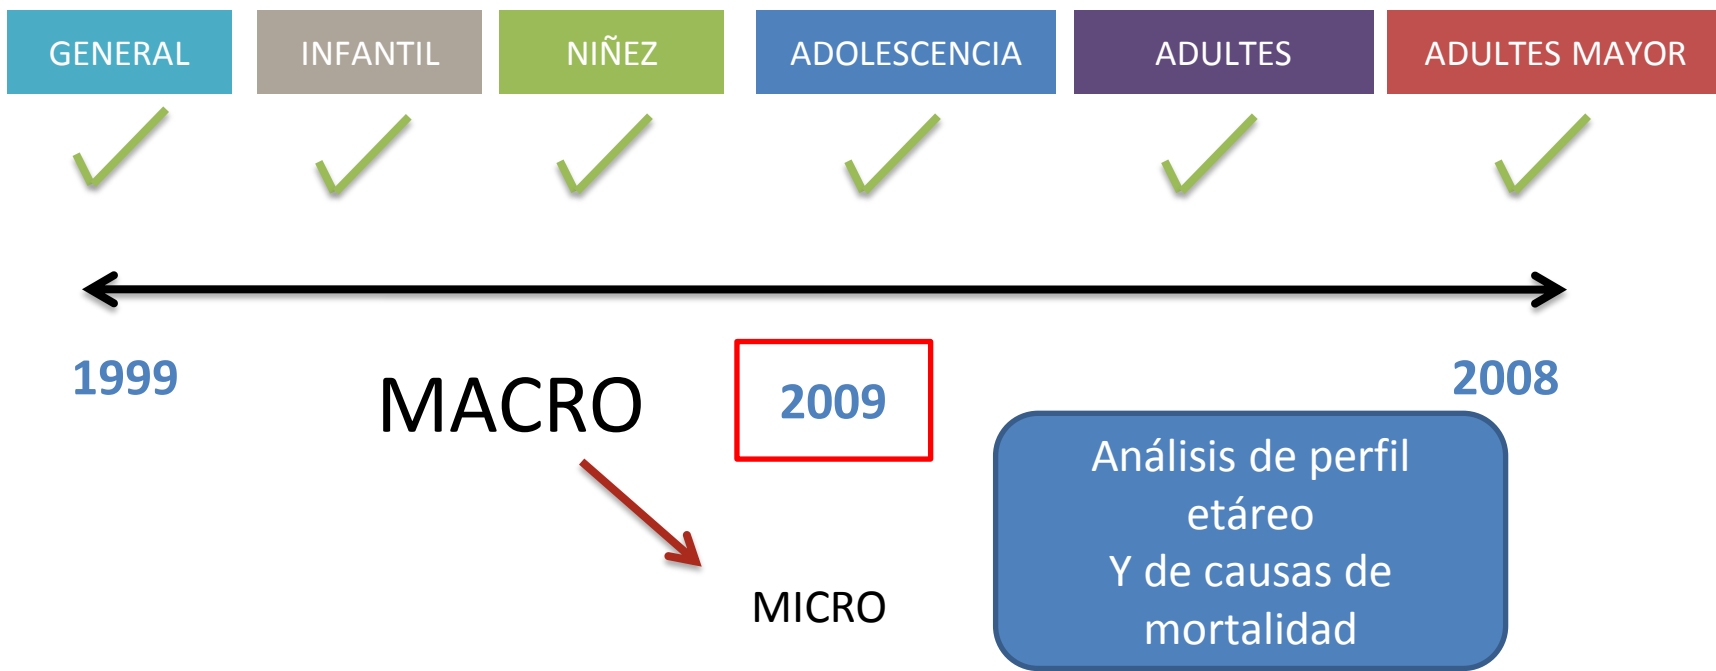 GENERAL
INFANTIL
NIÑEZ
ADOLESCENCIA
ADULTES
ADULTES MAYOR
1999
MACRO
2009
2008
Análisis de perfil
etáreo
Y de causas de
mortalidad
MICRO